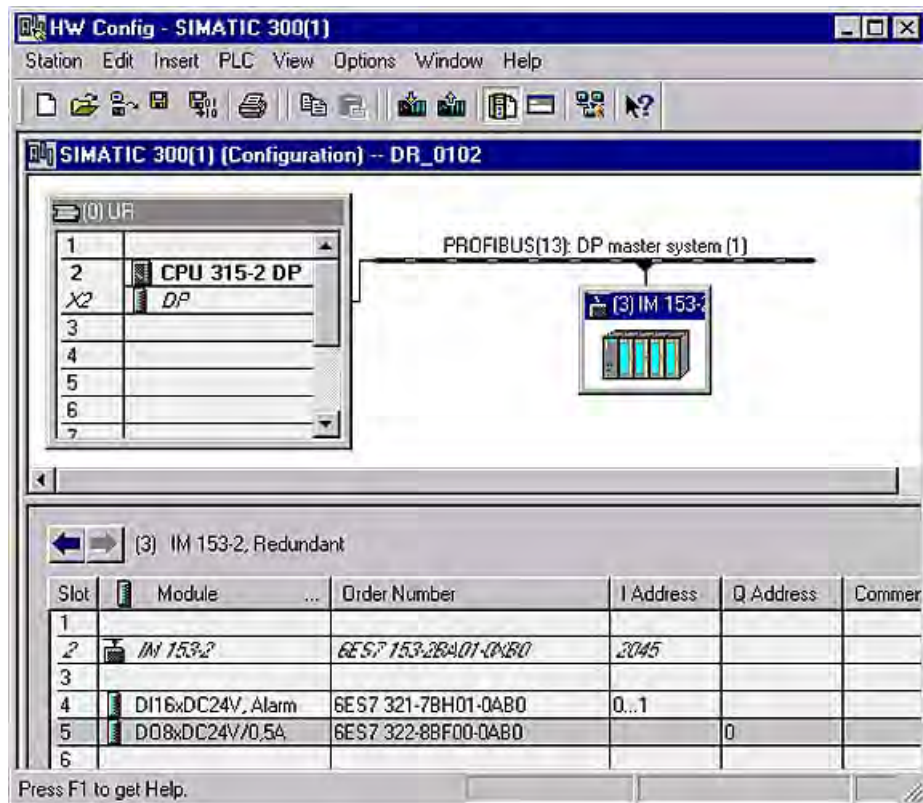 HW Config - SIMATIC 300(1)
Station Edit Insert PLC View Options Window Help
SIMATIC 300(1) (Configuration) -- DR_0102
(0) UR
1
2 CPU 315-2 DP
X2 DP
3
4
5
6
7
PROFIBUS(13): DP master system (1)
(3) IM 153-2
(3) IM 153-2, Redundant
Slot Module ... Order Number I Address Q Address Commer
1
2 IM 153-2 6ES7 153-2BA01-0XB0 2045
3
4 DI16xDC24V, Alarm 6ES7 321-7BH01-0AB0 0...1
5 DO8xDC24V/0,5A 6ES7 322-8BF00-0AB0 0
6
Press F1 to get Help.